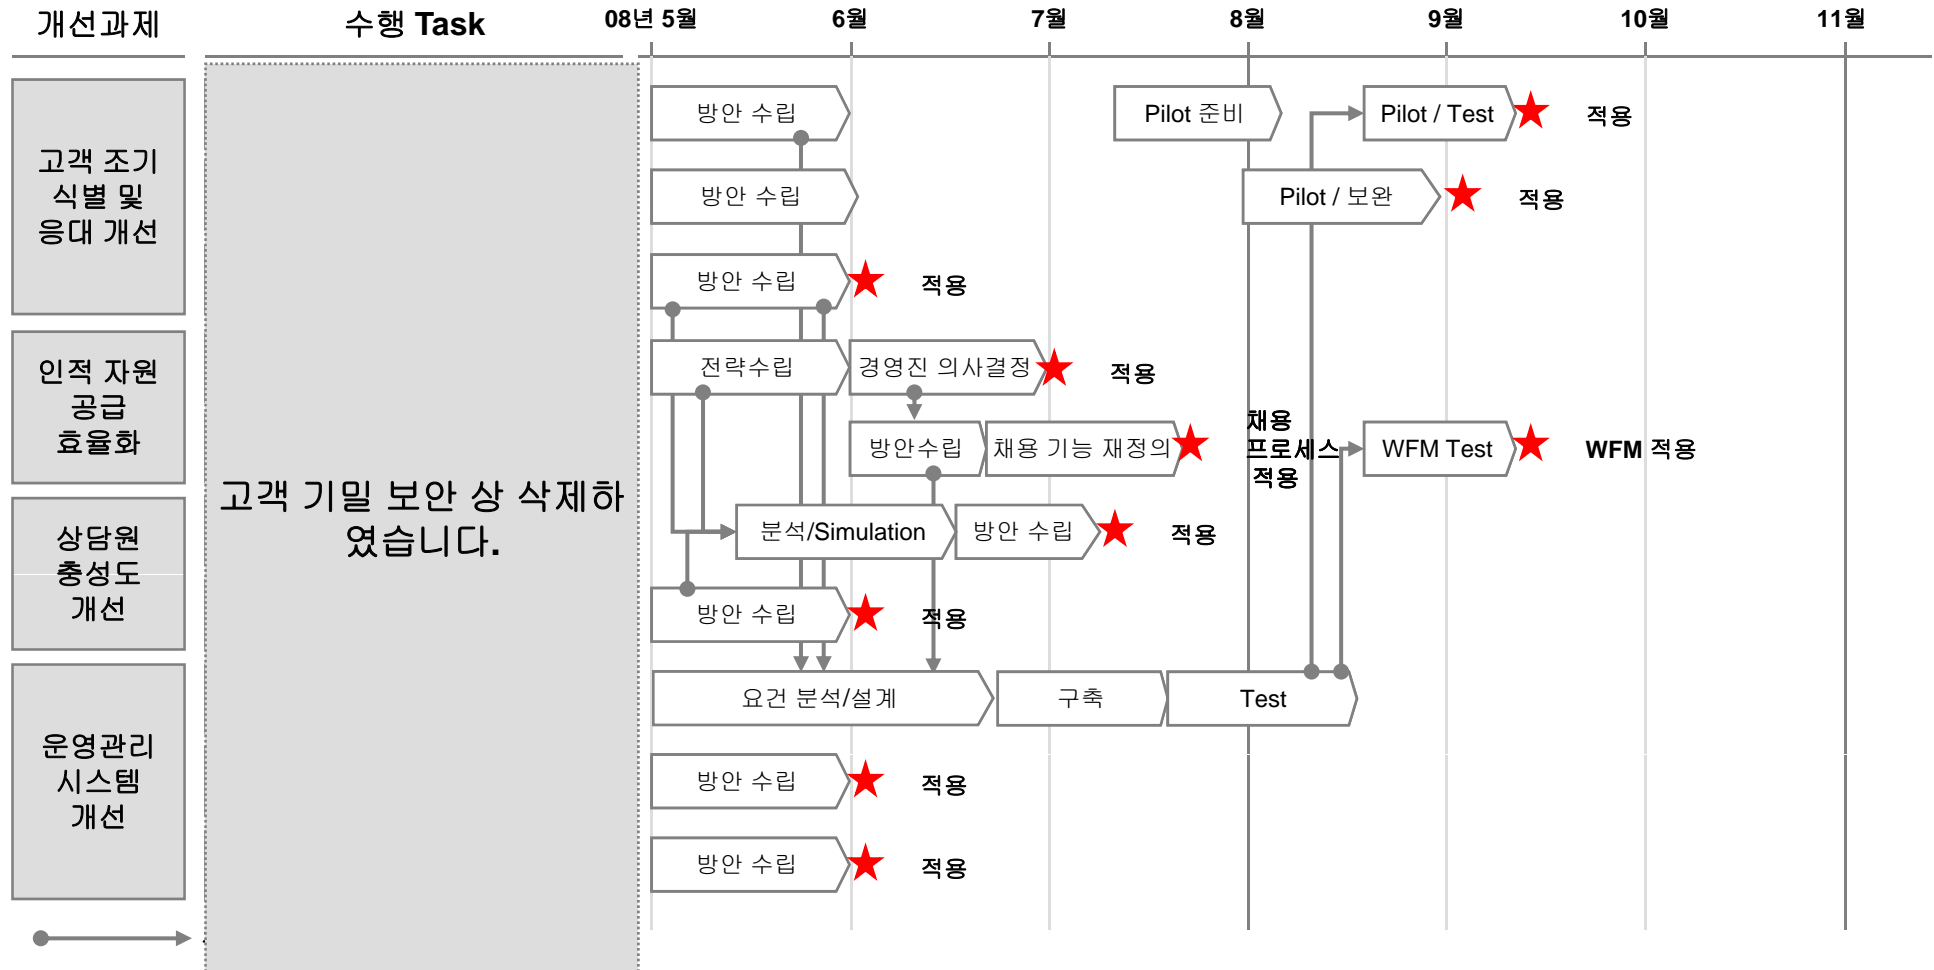 개선과제
수행 Task
08년 5월
6월
7월
8월
9월
10월
11월
고객 조기
식별 및
응대 개선
인적 자원
공급
효율화
상담원
충성도
개선
운영관리
시스템
개선
고객 기밀 보안 상 삭제하
였습니다.
방안 수립
Pilot 준비
Pilot / Test
적용
방안 수립
Pilot / 보완
적용
방안 수립
적용
전략수립
경영진 의사결정
적용
방안수립
채용 기능 재정의
채용
프로세스
적용
WFM Test
WFM 적용
분석/Simulation
방안 수립
적용
방안 수립
적용
요건 분석/설계
구축
Test
방안 수립
적용
방안 수립
적용